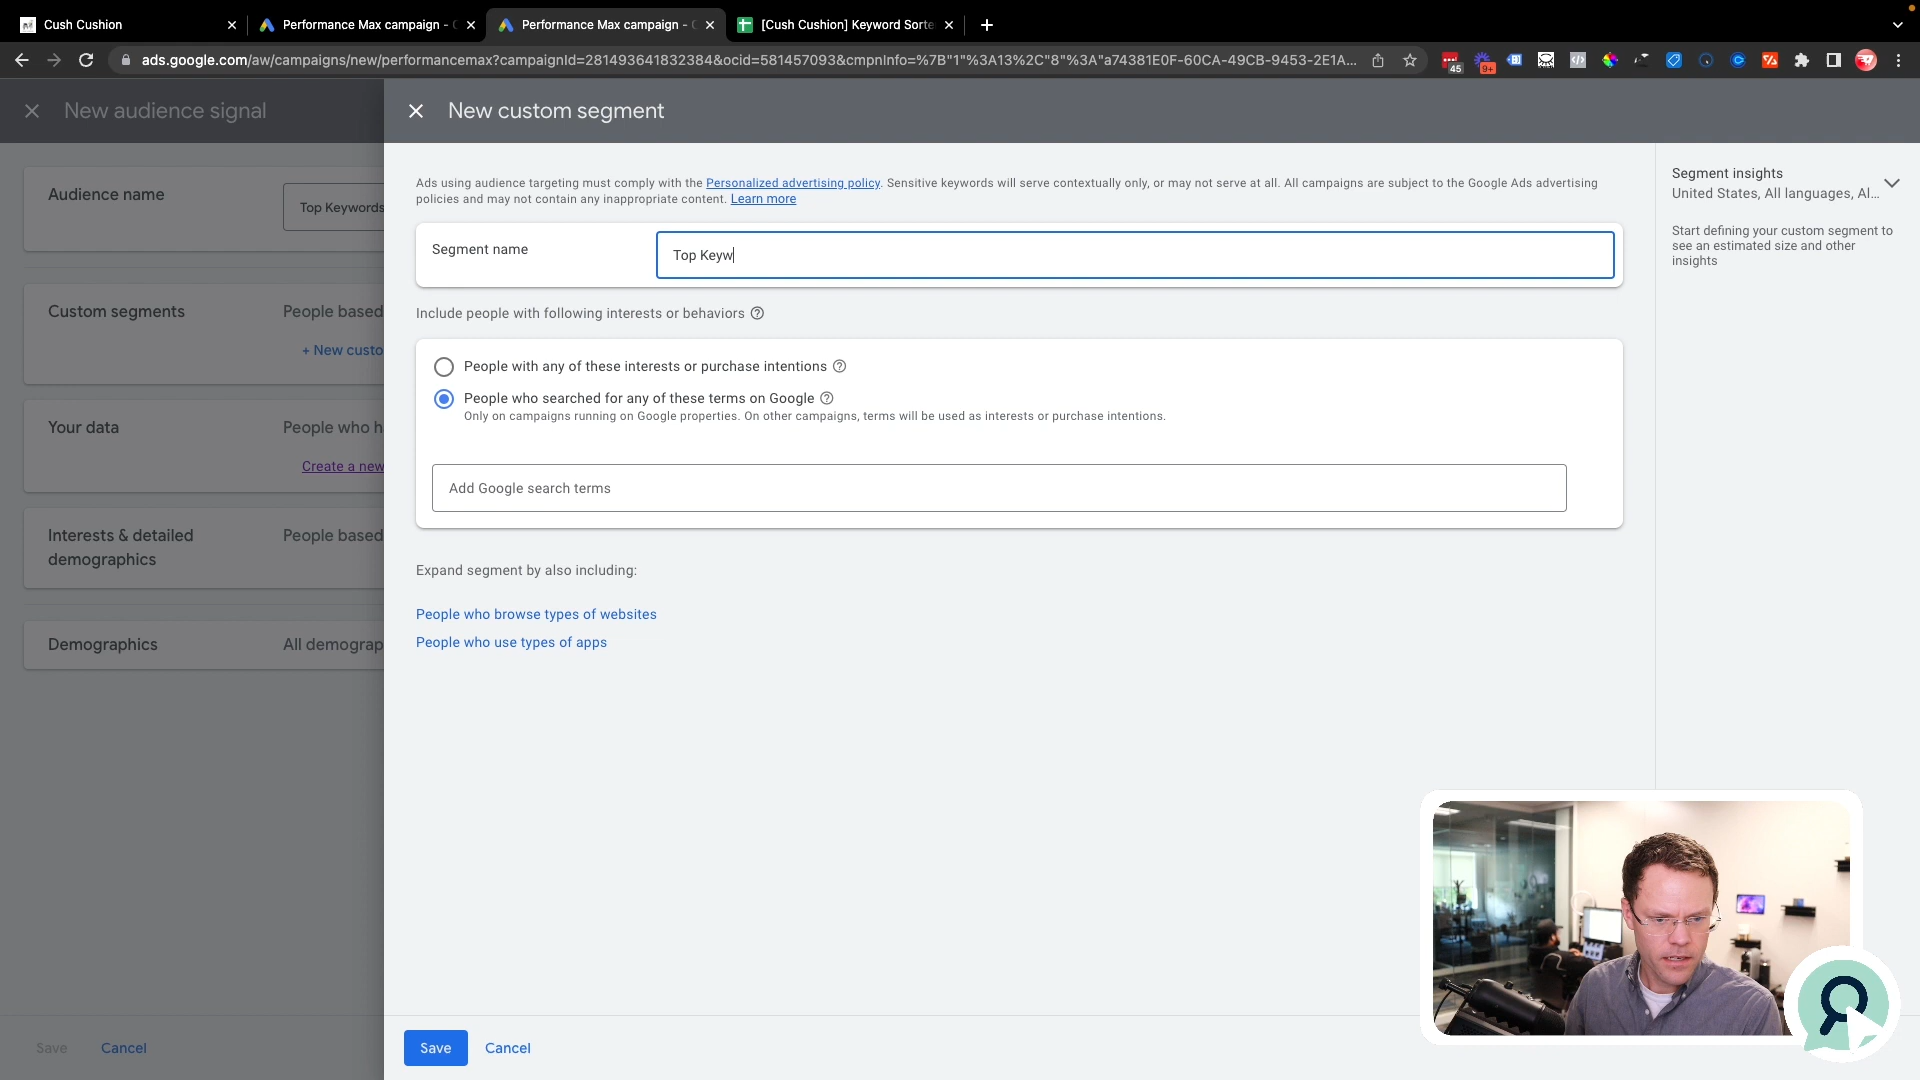 Cush Cushion
Performance Max campaign - C
Performance Max campaign - C
[Cush Cushion] Keyword Sorte
ads.google.com/aw/campaigns/new/performancemax?campaignId=281493641832384&ocid=581457093&cmpnInfo=%7B"1"%3A13%2C"8"%3A"a74381E0F-60CA-49CB-9453-2E1A...
45
9+
New audience signal
New custom segment
Audience name
Top Keywords
Custom segments
People based
+ New custo
Your data
People who h
Create a new
Interests & detailed
demographics
People based
Demographics
All demograp
Save
Cancel
Ads using audience targeting must comply with the Personalized advertising policy. Sensitive keywords will serve contextually only, or may not serve at all. All campaigns are subject to the Google Ads advertising
policies and may not contain any inappropriate content. Learn more
Segment name
Top Keyw
Include people with following interests or behaviors
People with any of these interests or purchase intentions
People who searched for any of these terms on Google
Only on campaigns running on Google properties. On other campaigns, terms will be used as interests or purchase intentions.
Add Google search terms
Expand segment by also including:
People who browse types of websites
People who use types of apps
Save
Cancel
Segment insights
United States, All languages, Al...
Start defining your custom segment to
see an estimated size and other
insights